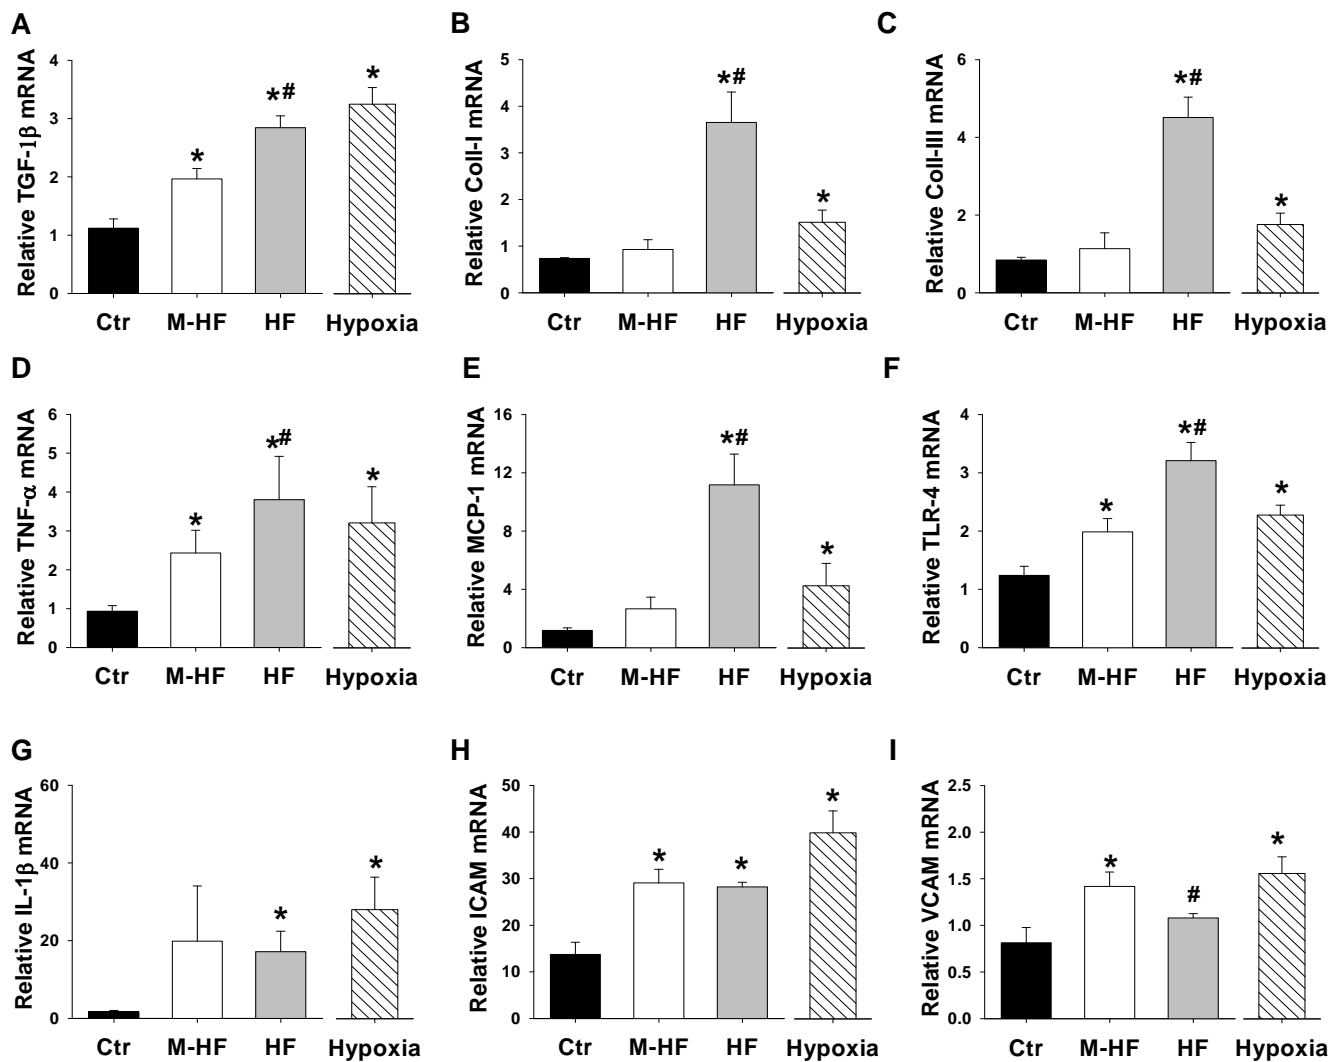 A
Relative TGF-1β mRNA
4
3
2
1
0
*
*#
*
Ctr M-HF HF Hypoxia
B
Relative Coll-I mRNA
5
4
3
2
1
0
*#
*
Ctr M-HF HF Hypoxia
C
Relative Coll-III mRNA
6
4
2
0
*#
*
Ctr M-HF HF Hypoxia
D
Relative TNF-α mRNA
6
5
4
3
2
1
0
*
*#
*
Ctr M-HF HF Hypoxia
E
Relative MCP-1 mRNA
16
12
8
4
0
*#
*
Ctr M-HF HF Hypoxia
F
Relative TLR-4 mRNA
4
3
2
1
0
*
*#
*
Ctr M-HF HF Hypoxia
G
Relative IL-1β mRNA
60
40
20
0
*
*
Ctr M-HF HF Hypoxia
H
Relative ICAM mRNA
50
40
30
20
10
0
*
*
*
Ctr M-HF HF Hypoxia
I
Relative VCAM mRNA
2.5
2.0
1.5
1.0
0.5
0.0
*
#
*
Ctr M-HF HF Hypoxia